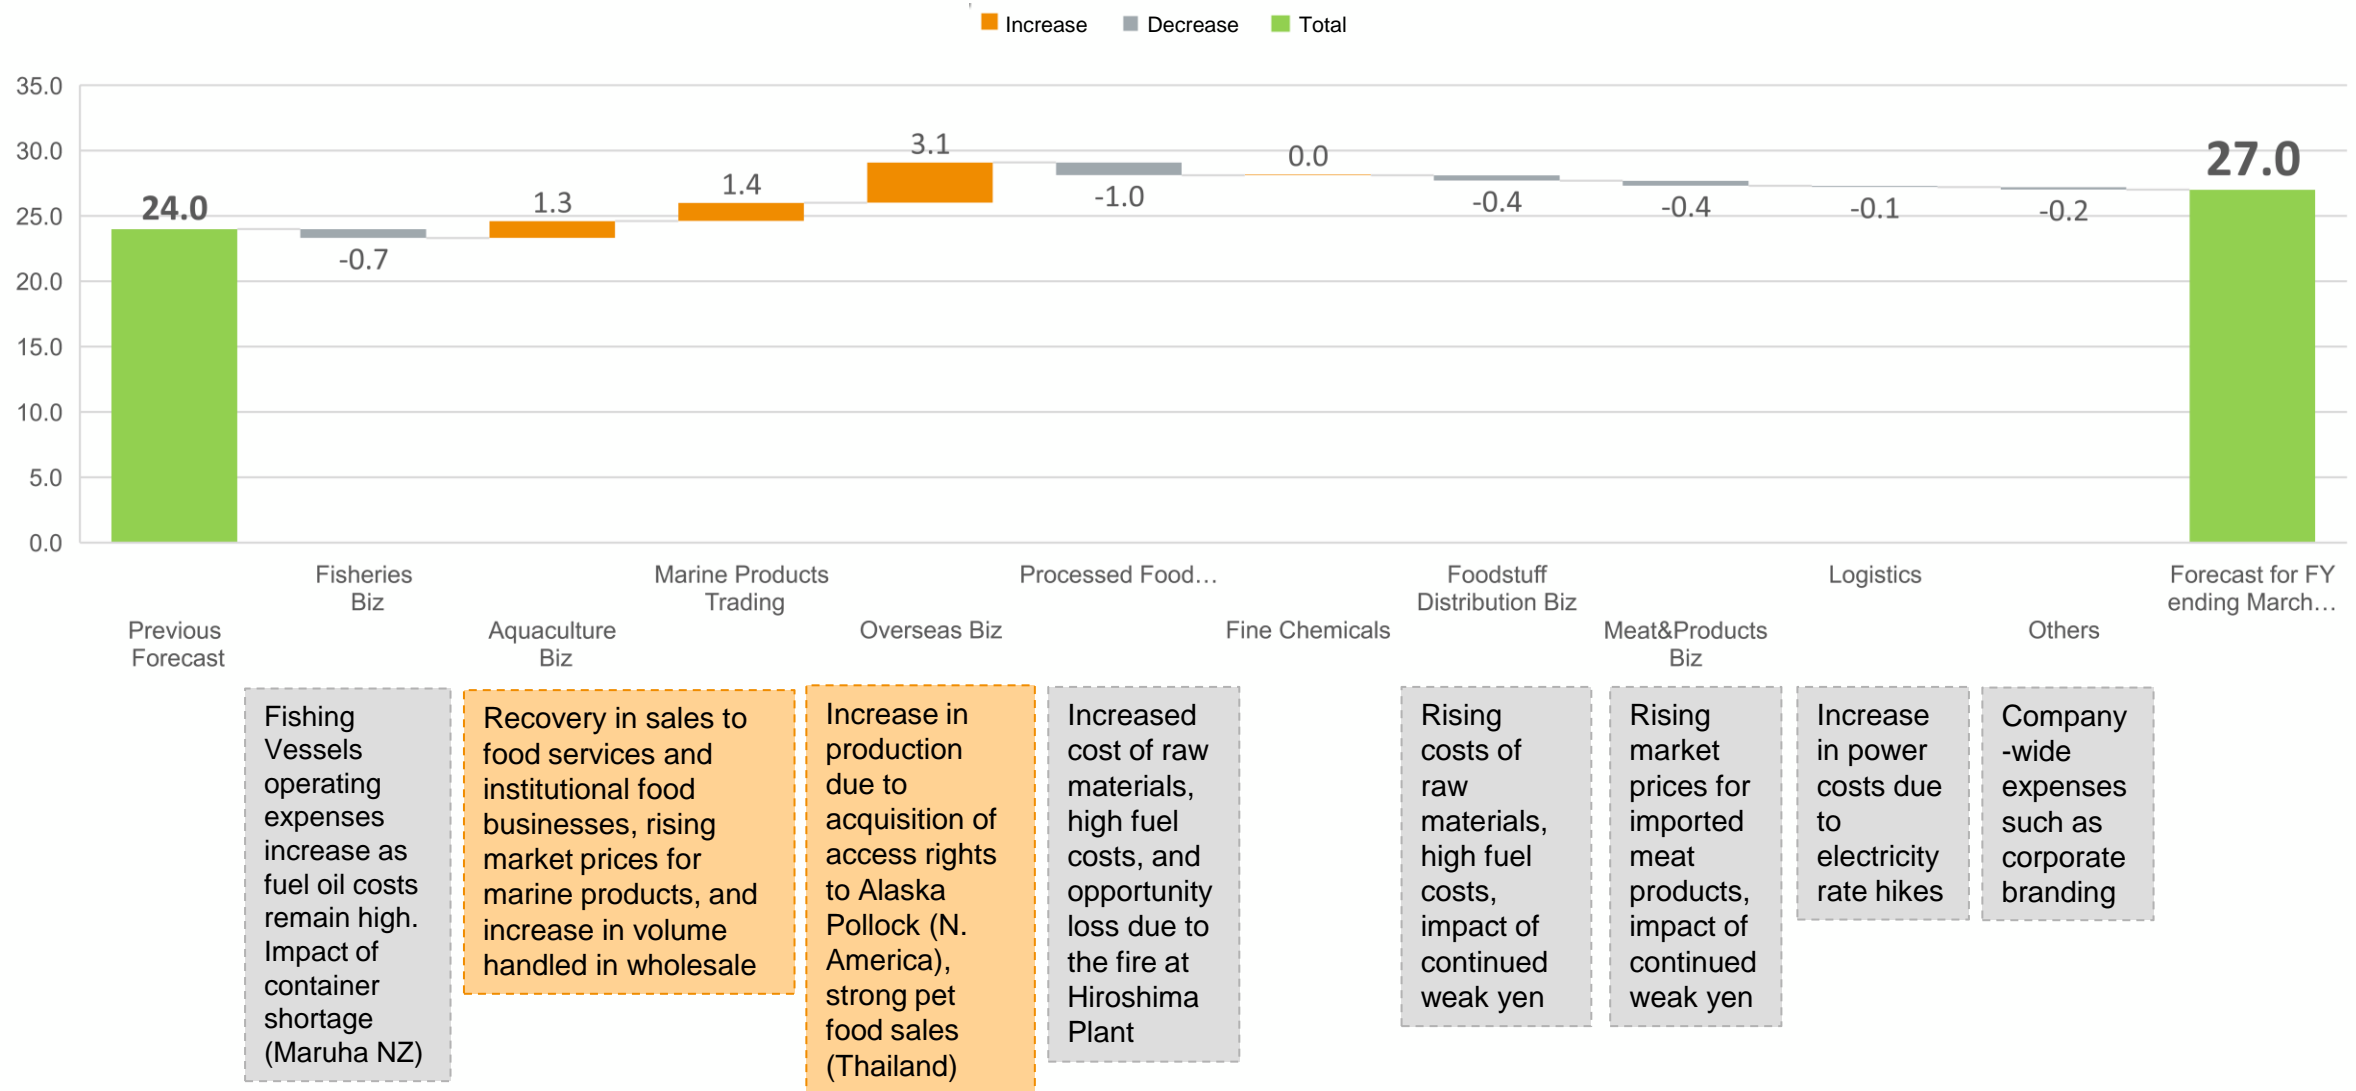 Increase
Decrease
Total
35.0
30.0
25.0
20.0
15.0
10.0
5.0
0.0
24.0
-0.7
1.3
1.4
3.1
-1.0
0.0
-0.4
-0.4
-0.1
-0.2
27.0
Previous
Forecast
Fisheries
Biz
Aquaculture
Biz
Marine Products
Trading
Overseas Biz
Processed Food…
Fine Chemicals
Foodstuff
Distribution Biz
Meat&Products
Biz
Logistics
Others
Forecast for FY
ending March…
Fishing
Vessels
operating
expenses
increase as
fuel oil costs
remain high.
Impact of
container
shortage
(Maruha NZ)
Recovery in sales to
food services and
institutional food
businesses, rising
market prices for
marine products, and
increase in volume
handled in wholesale
Increase in
production
due to
acquisition of
access rights
to Alaska
Pollock (N.
America),
strong pet
food sales
(Thailand)
Increased
cost of raw
materials,
high fuel
costs, and
opportunity
loss due to
the fire at
Hiroshima
Plant
Rising
costs of
raw
materials,
high fuel
costs,
impact of
continued
weak yen
Rising
market
prices for
imported
meat
products,
impact of
continued
weak yen
Increase
in power
costs due
to
electricity
rate hikes
Company
-wide
expenses
such as
corporate
branding